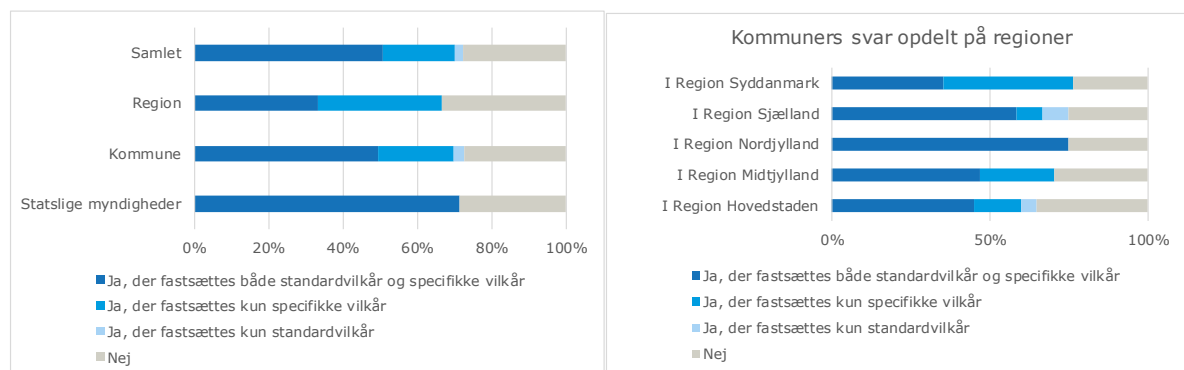 Samlet
Region
Kommune
Statslige myndigheder
0% 20% 40% 60% 80% 100%
Ja, der fastsættes både standardvilkår og specifikke vilkår
Ja, der fastsættes kun specifikke vilkår
Ja, der fastsættes kun standardvilkår
Nej
Kommuners svar opdelt på regioner
I Region Syddanmark
I Region Sjælland
I Region Nordjylland
I Region Midtjylland
I Region Hovedstaden
0% 50% 100%
Ja, der fastsættes både standardvilkår og specifikke vilkår
Ja, der fastsættes kun specifikke vilkår
Ja, der fastsættes kun standardvilkår
Nej